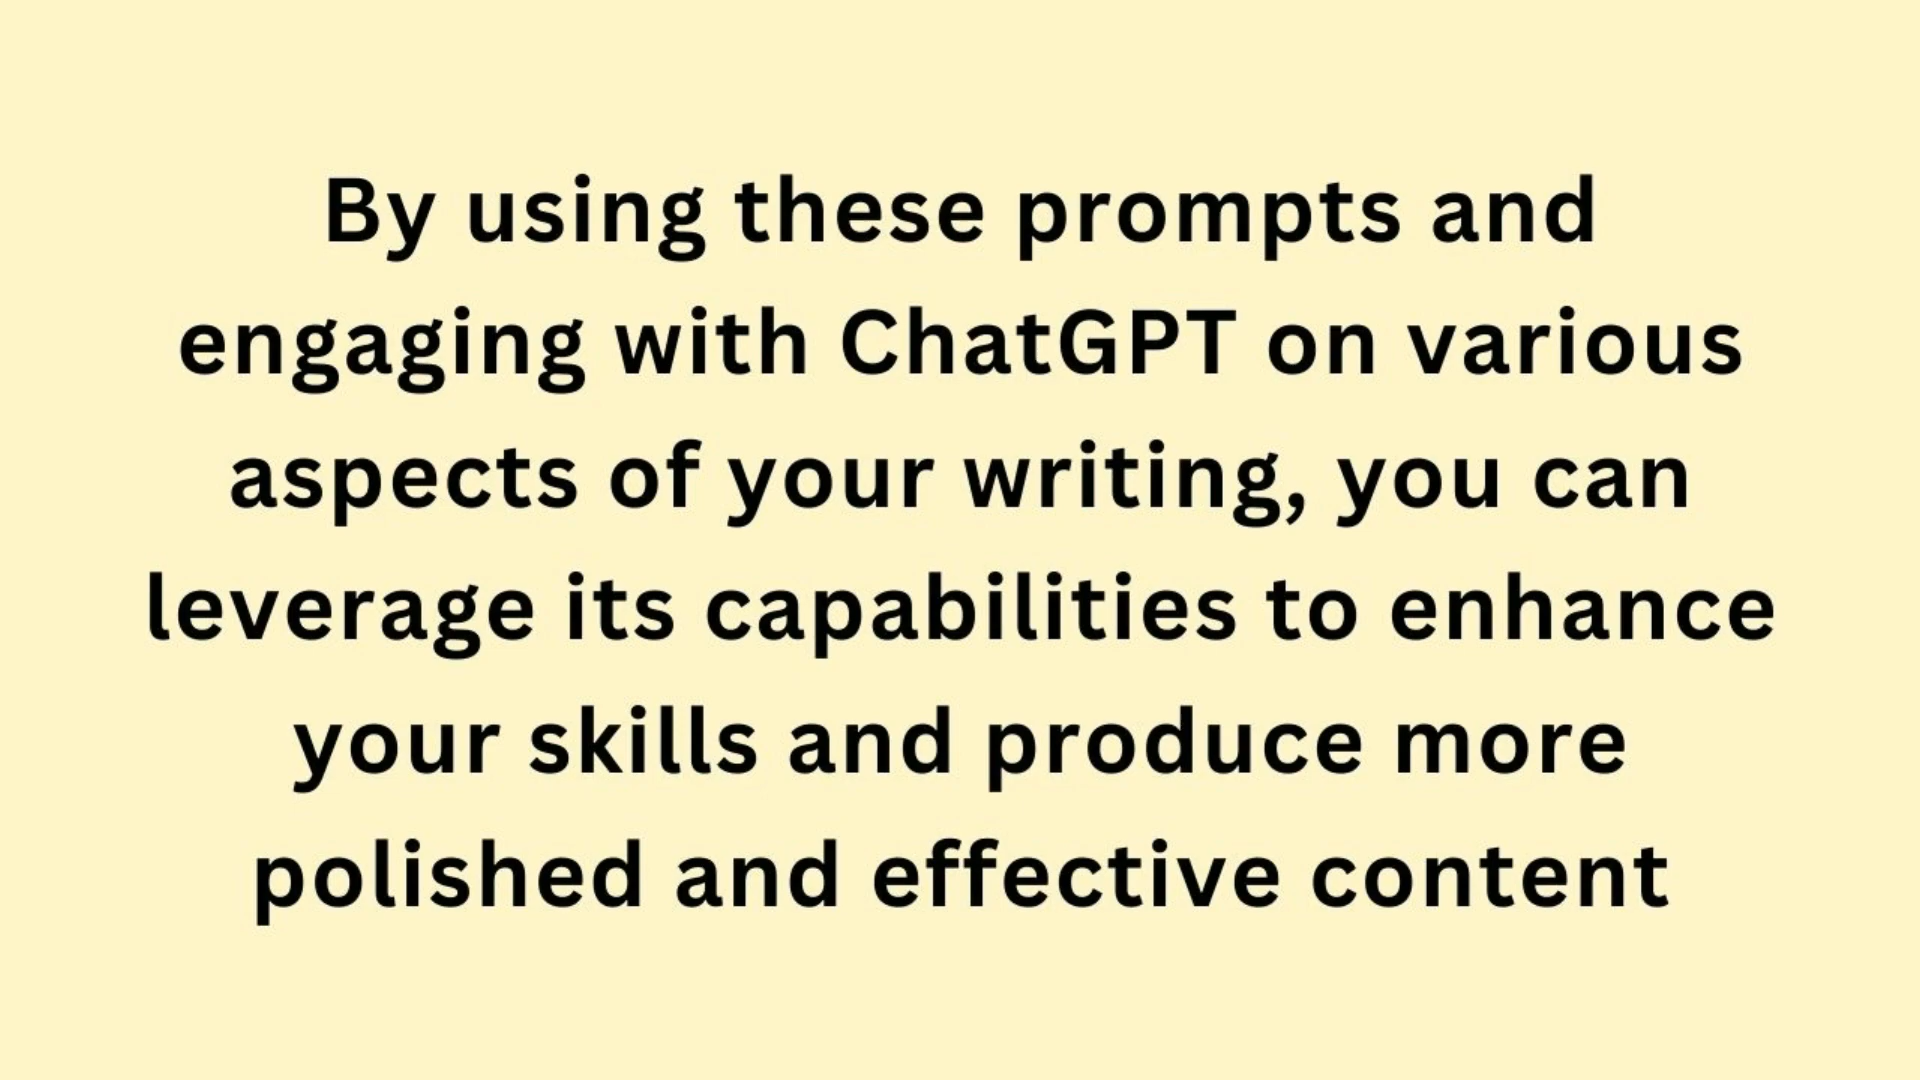 By using these prompts and
engaging with ChatGPT on various
aspects of your writing, you can
leverage its capabilities to enhance
your skills and produce more
polished and effective content